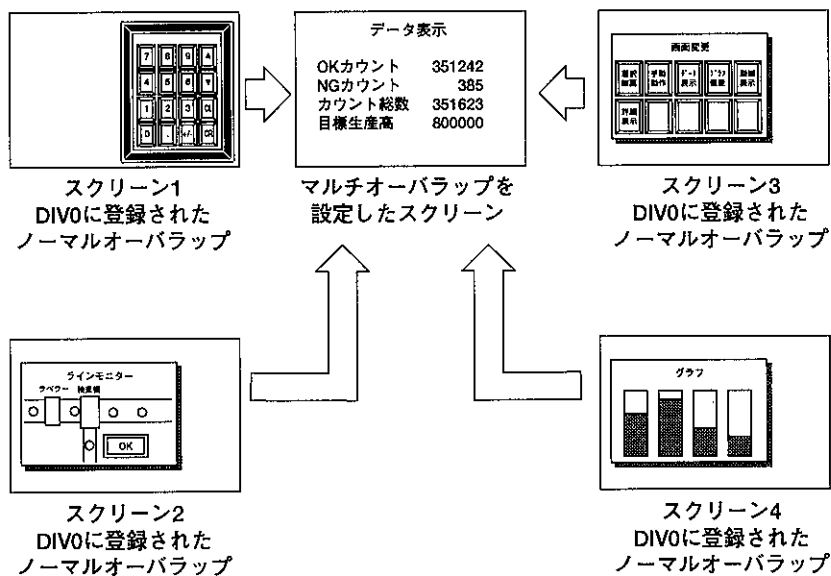 7 8 9
4 5 6
1 2 3 CL
0 . +/- CR
スクリーン1
DIV0に登録された
ノーマルオーバラップ
データ表示
OKカウント 351242
NGカウント 385
カウント総数 351623
目標生産高 800000
マルチオーバラップを
設定したスクリーン
画面変更
手動 データ グラフ
動作 表示
詳細
表示
スクリーン3
DIV0に登録された
ノーマルオーバラップ
ラインモニター
ラベラー 検査機
OK
スクリーン2
DIV0に登録された
ノーマルオーバラップ
グラフ
スクリーン4
DIV0に登録された
ノーマルオーバラップ